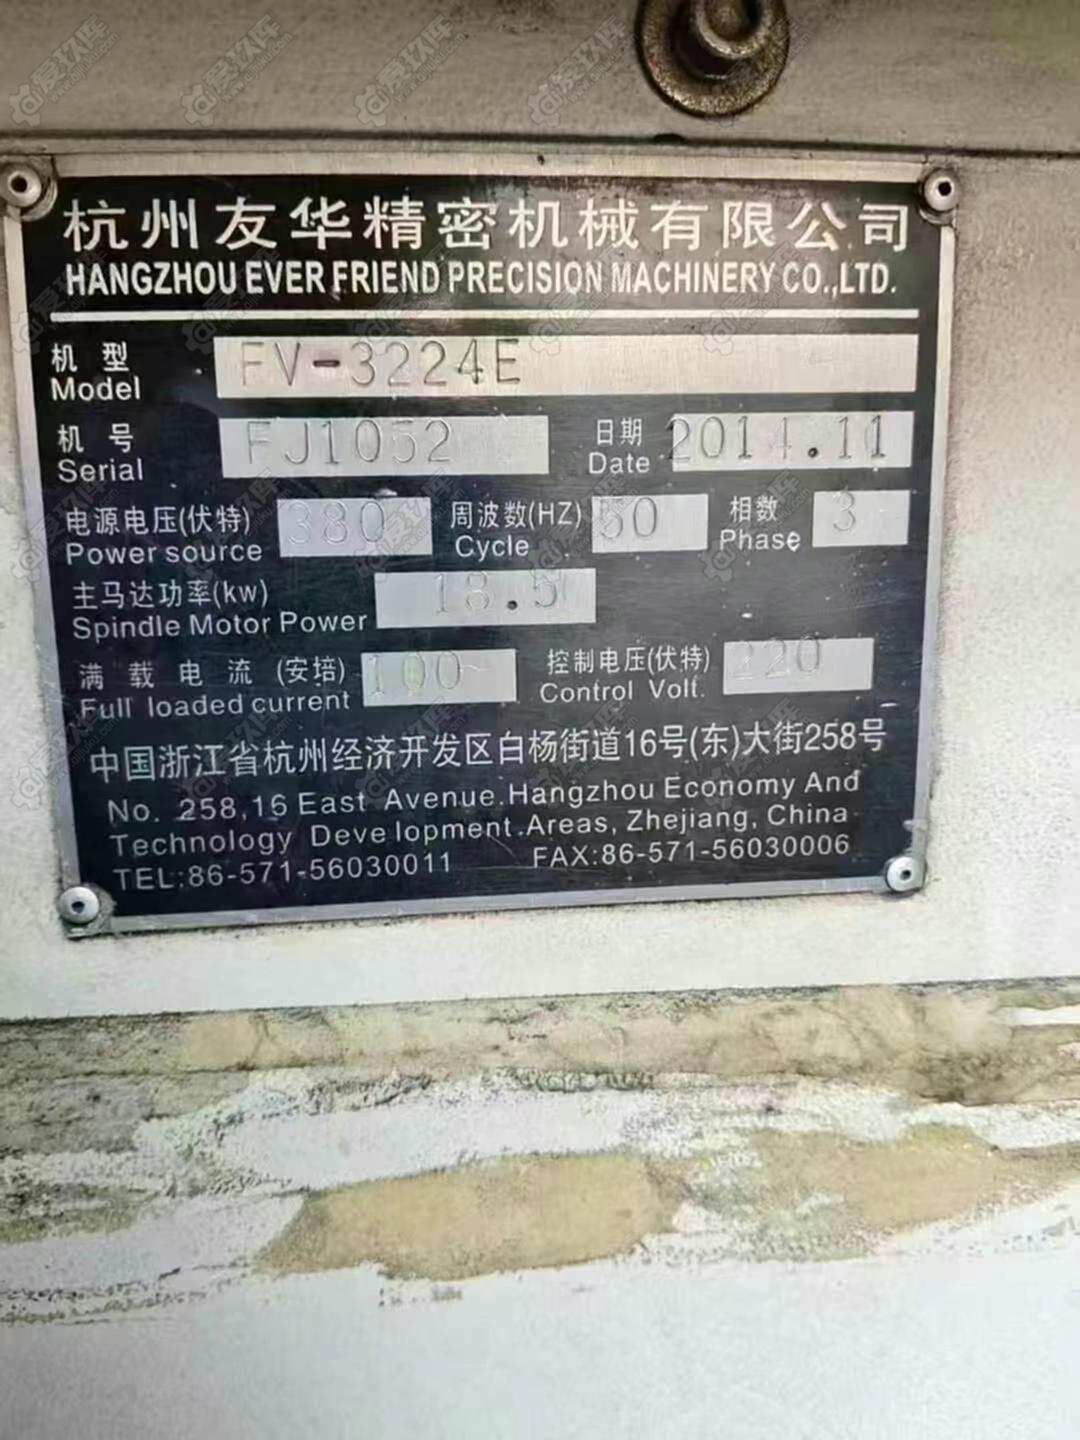 杭州友华精密机械有限公司
HANGZHOU EVER FRIEND PRECISION MACHINERY CO.,LTD.
机 型
Model FV-3224E
机 号
Serial FJ1052 日期
Date 2014.11
电源电压(伏特)
Power source 380 周波数(HZ)
Cycle 50 相数
Phase 3
主马达功率(kw)
Spindle Motor Power 18.5
满 载 电 流 (安培)
Full loaded current 100 控制电压(伏特)
Control Volt. 220
中国浙江省杭州经济开发区白杨街道16号(东)大街258号
No. 258,16 East Avenue.Hangzhou Economy And
Technology Development.Areas, Zhejiang, China
TEL:86-571-56030011 FAX:86-571-56030006